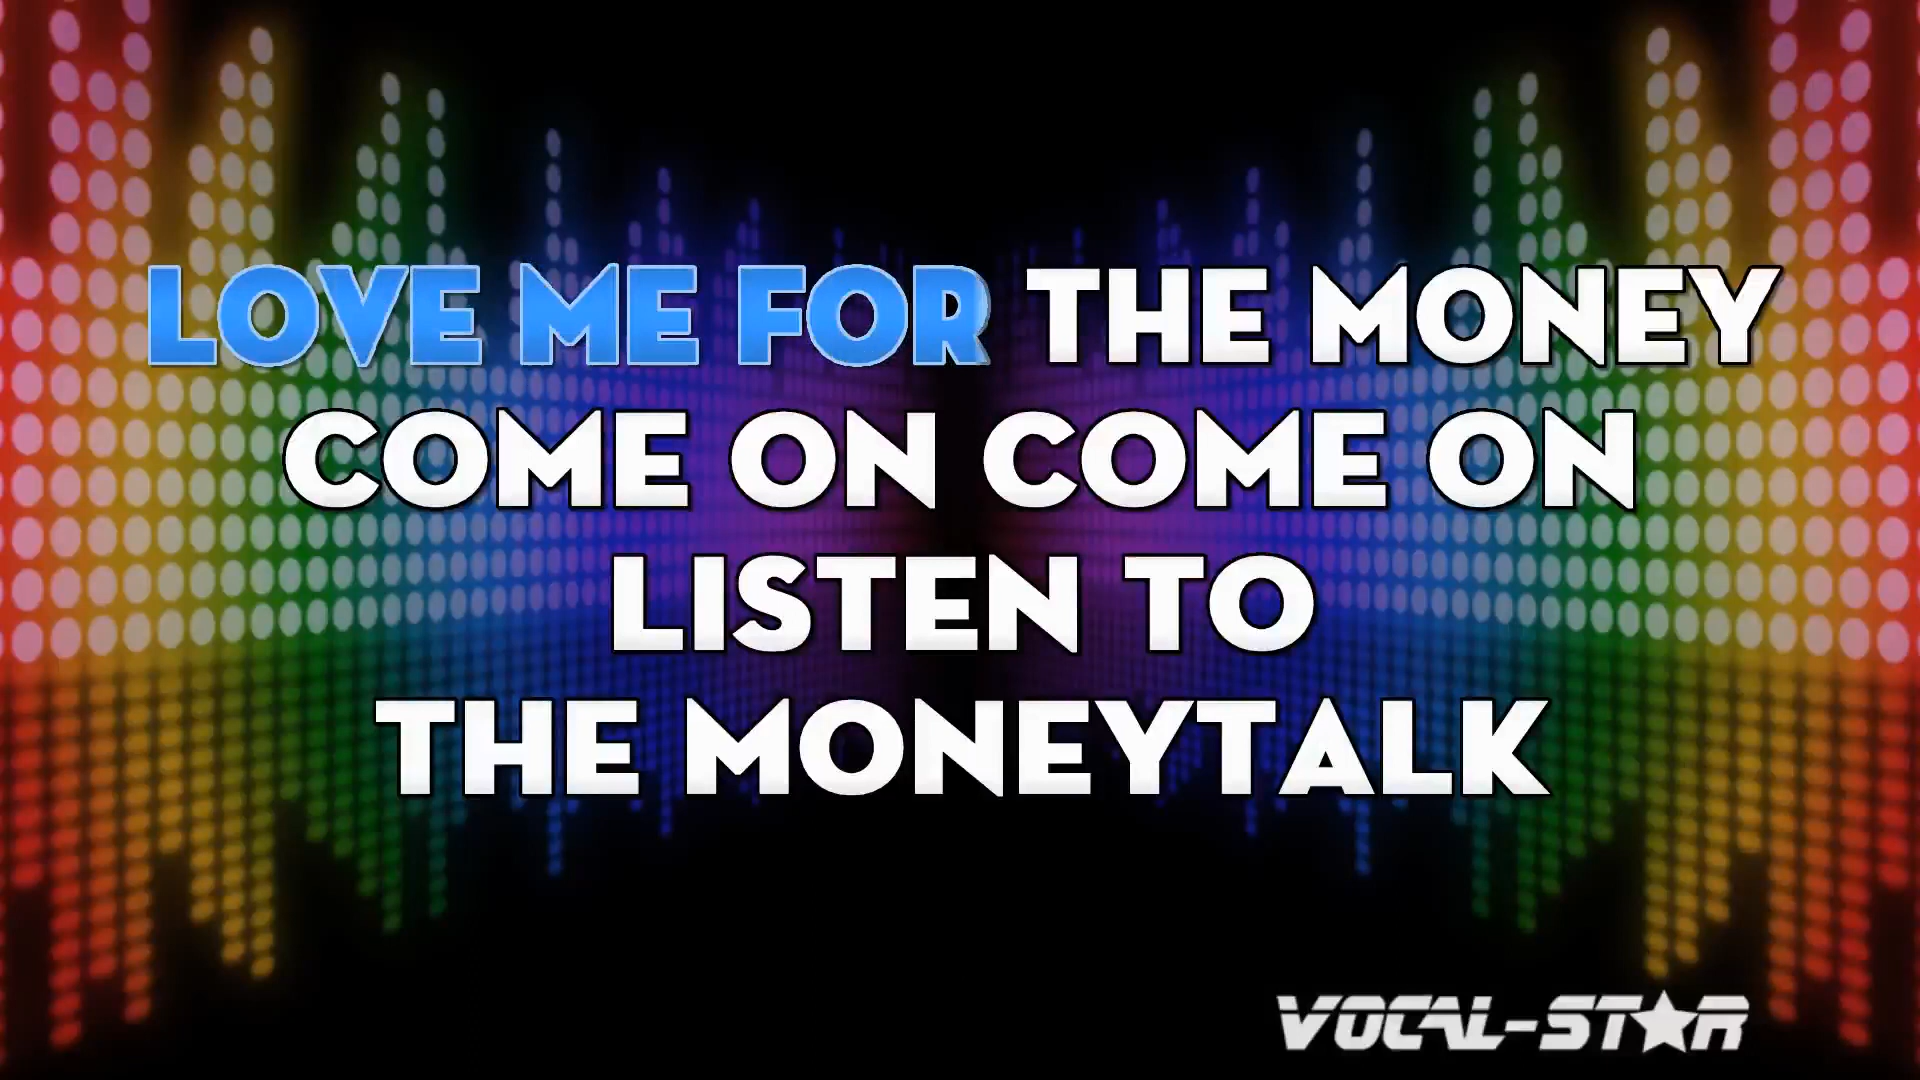 LOVE ME FOR THE MONEY
COME ON COME ON
LISTEN TO
THE MONEYTALK
VOCAL-STAR